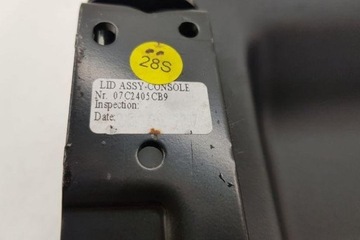 28S
LID ASSY-CONSOLE
Nr. 07C2405CB9
Inspection:
Date: